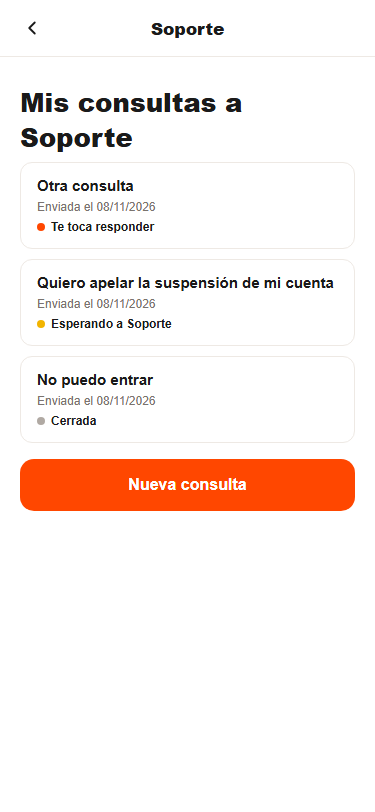 Soporte
Mis consultas a
Soporte
Otra consulta
Enviada el 08/11/2026
Te toca responder
Quiero apelar la suspensión de mi cuenta
Enviada el 08/11/2026
Esperando a Soporte
No puedo entrar
Enviada el 08/11/2026
Cerrada
Nueva consulta